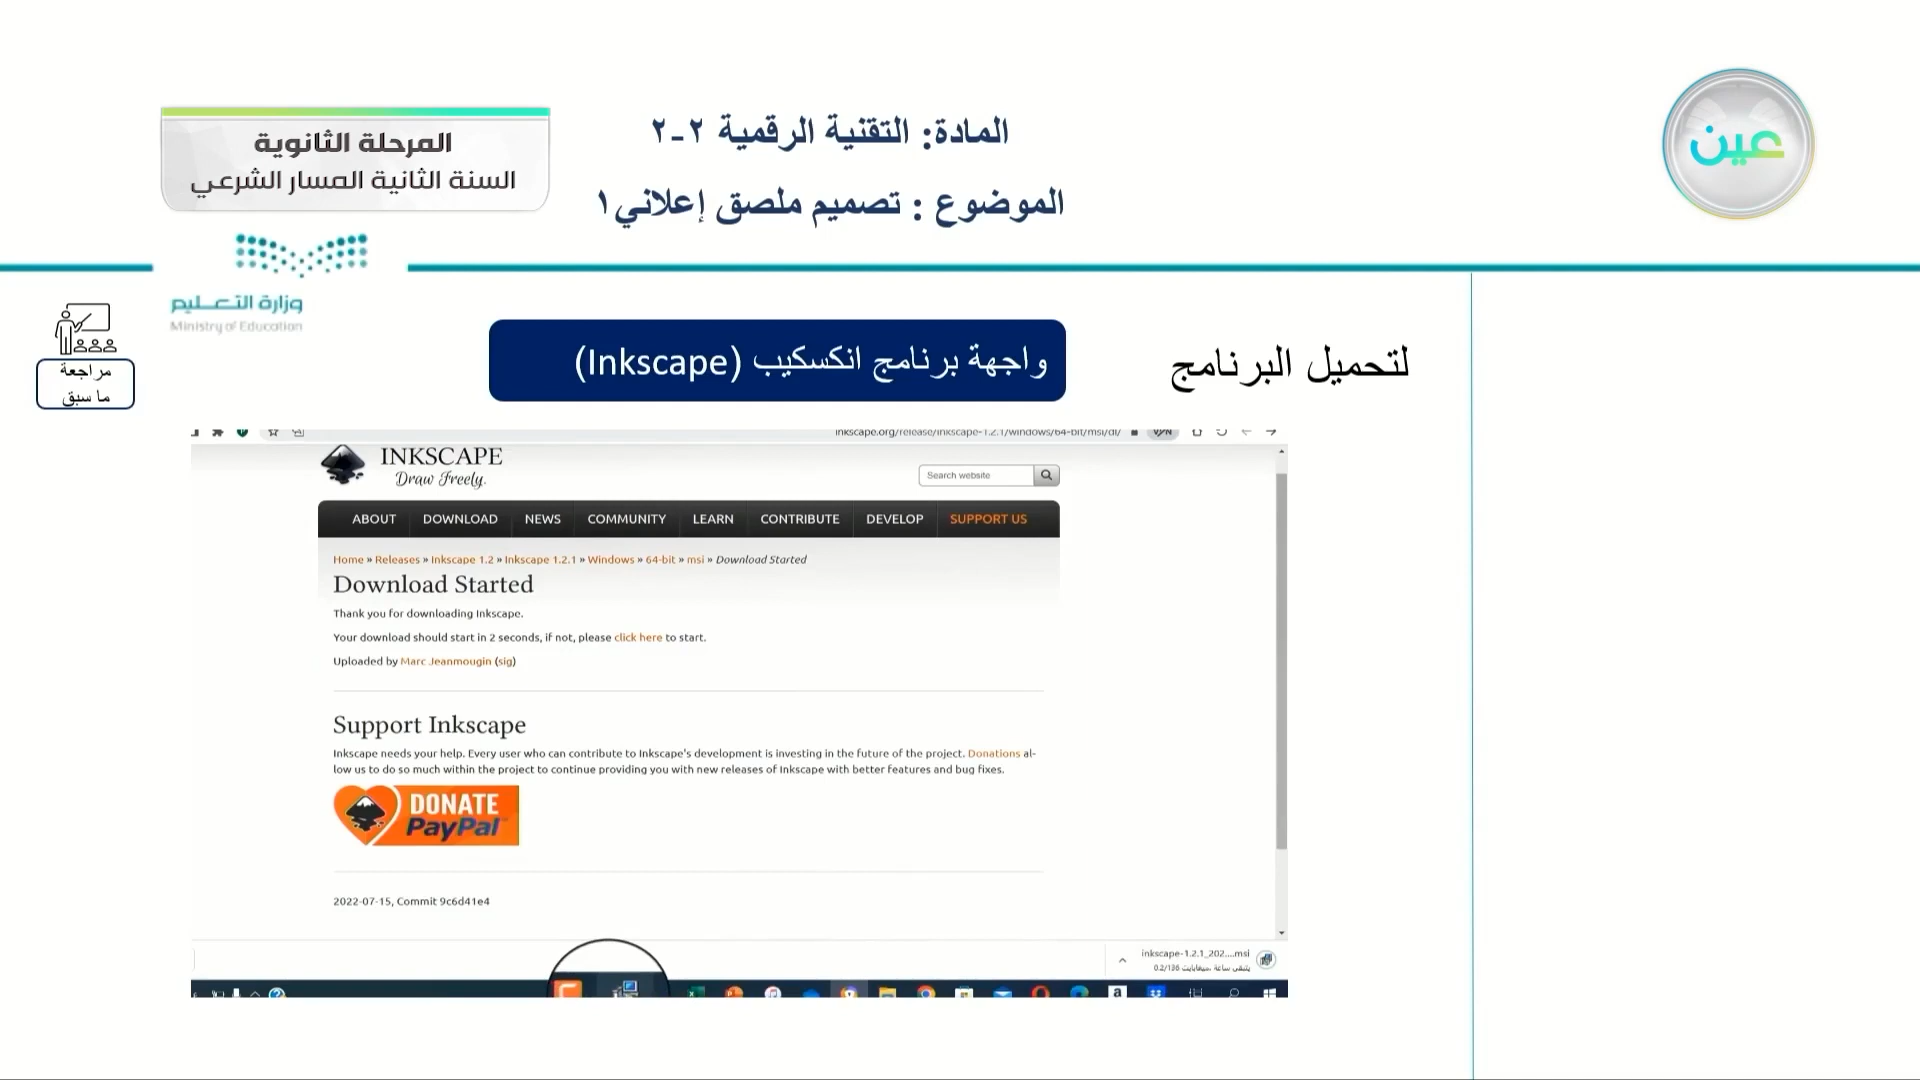 عين
المادة: التقنية الرقمية ٢-٢
الموضوع : تصميم ملصق إعلاني١
المرحلة الثانوية
السنة الثانية المسار الشرعي
وزارة التعليم
Ministry of Education
مراجعة
ما سبق
لتحميل البرنامج
واجهة برنامج انكسكيب (Inkscape)
inkscape.org/release/inkscape-1.2.1/windows/64-bit/msi/dl/
VPN
INKSCAPE
Draw Freely.
Search website
ABOUT DOWNLOAD NEWS COMMUNITY LEARN CONTRIBUTE DEVELOP SUPPORT US
Home » Releases » Inkscape 1.2 » Inkscape 1.2.1 » Windows » 64-bit » msi » Download Started
Download Started
Thank you for downloading Inkscape.
Your download should start in 2 seconds, if not, please click here to start.
Uploaded by Marc Jeanmougin (sig)
Support Inkscape
Inkscape needs your help. Every user who can contribute to Inkscape's development is investing in the future of the project. Donations al-
low us to do so much within the project to continue providing you with new releases of Inkscape with better features and bug fixes.
DONATE
PayPal
2022-07-15, Commit 9c6d41e4
inkscape-1.2.1_202....msi
0.2/136 ميغابايت، يتبقى ساعة